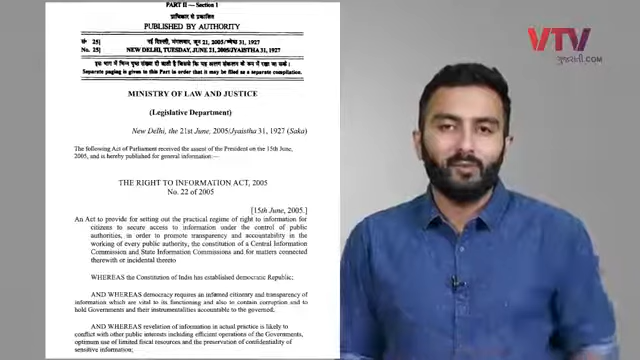 PART II — Section 1
प्राधिकार से प्रकाशित
PUBLISHED BY AUTHORITY
सं॰ 25] नई दिल्ली, मंगलवार, जून 21, 2005/ज्येष्ठ 31, 1927
No. 25] NEW DELHI, TUESDAY, JUNE 21, 2005/JYAISTHA 31, 1927
इस भाग में भिन्न पृष्ठ संख्या दी जाती है जिससे कि यह अलग संकलन के रूप में रखा जा सके।
Separate paging is given to this Part in order that it may be filed as a separate compilation.
MINISTRY OF LAW AND JUSTICE
(Legislative Department)
New Delhi, the 21st June, 2005/Jyaistha 31, 1927 (Saka)
The following Act of Parliament received the assent of the President on the 15th June,
2005, and is hereby published for general information:—
THE RIGHT TO INFORMATION ACT, 2005
No. 22 of 2005
[15th June, 2005.]
An Act to provide for setting out the practical regime of right to information for
citizens to secure access to information under the control of public
authorities, in order to promote transparency and accountability in the
working of every public authority, the constitution of a Central Information
Commission and State Information Commissions and for matters connected
therewith or incidental thereto
WHEREAS the Constitution of India has established democratic Republic;
AND WHEREAS democracy requires an informed citizenry and transparency of
information which are vital to its functioning and also to contain corruption and to
hold Governments and their instrumentalities accountable to the governed;
AND WHEREAS revelation of information in actual practice is likely to
conflict with other public interests including efficient operations of the Governments,
optimum use of limited fiscal resources and the preservation of confidentiality of
sensitive information;
VTV
ગુજરાતી.COM